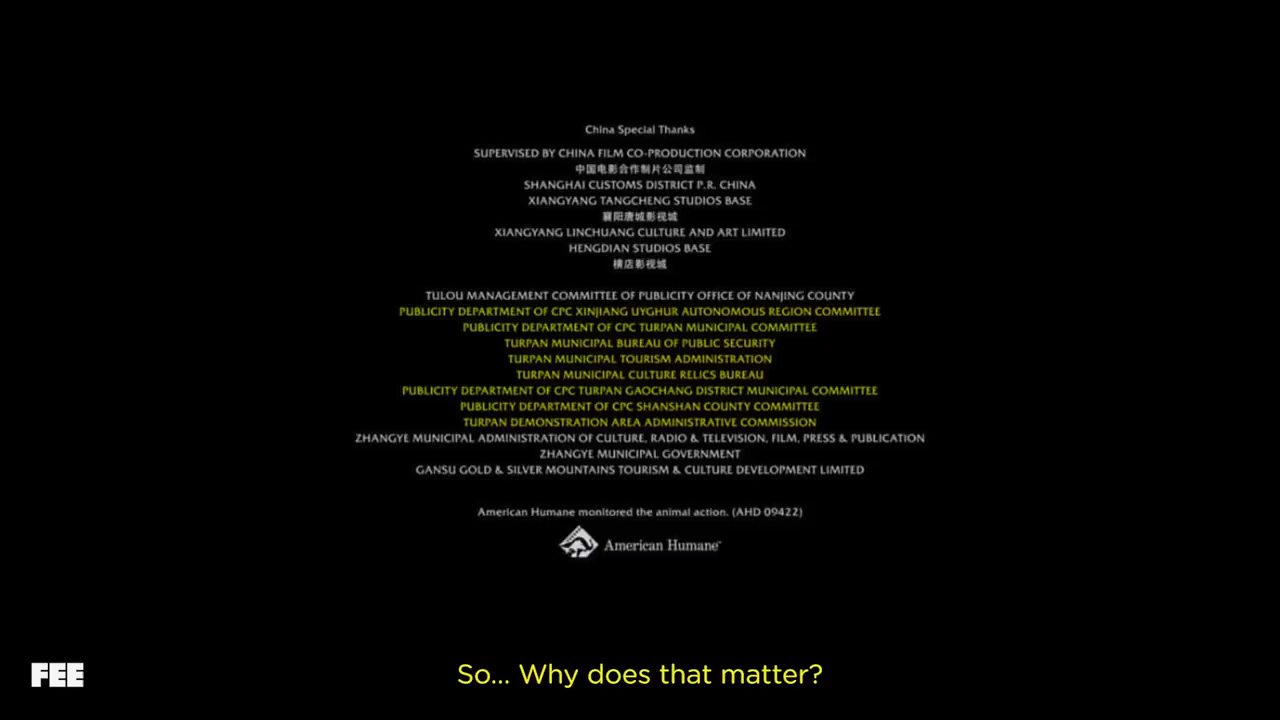 China Special Thanks
SUPERVISED BY CHINA FILM CO-PRODUCTION CORPORATION
中国电影合作制片公司监制
SHANGHAI CUSTOMS DISTRICT P.R. CHINA
XIANGYANG TANGCHENG STUDIOS BASE
襄阳唐城影视城
XIANGYANG LINCHUANG CULTURE AND ART LIMITED
HENGDIAN STUDIOS BASE
横店影视城
TULOU MANAGEMENT COMMITTEE OF PUBLICITY OFFICE OF NANJING COUNTY
PUBLICITY DEPARTMENT OF CPC XINJIANG UYGHUR AUTONOMOUS REGION COMMITTEE
PUBLICITY DEPARTMENT OF CPC TURPAN MUNICIPAL COMMITTEE
TURPAN MUNICIPAL BUREAU OF PUBLIC SECURITY
TURPAN MUNICIPAL TOURISM ADMINISTRATION
TURPAN MUNICIPAL CULTURE RELICS BUREAU
PUBLICITY DEPARTMENT OF CPC TURPAN GAOCHANG DISTRICT MUNICIPAL COMMITTEE
PUBLICITY DEPARTMENT OF CPC SHANSHAN COUNTY COMMITTEE
TURPAN DEMONSTRATION AREA ADMINISTRATIVE COMMISSION
ZHANGYE MUNICIPAL ADMINISTRATION OF CULTURE, RADIO & TELEVISION, FILM, PRESS & PUBLICATION
ZHANGYE MUNICIPAL GOVERNMENT
GANSU GOLD & SILVER MOUNTAINS TOURISM & CULTURE DEVELOPMENT LIMITED
American Humane monitored the animal action. (AHD 09422)
American Humane™
FEE
So... Why does that matter?